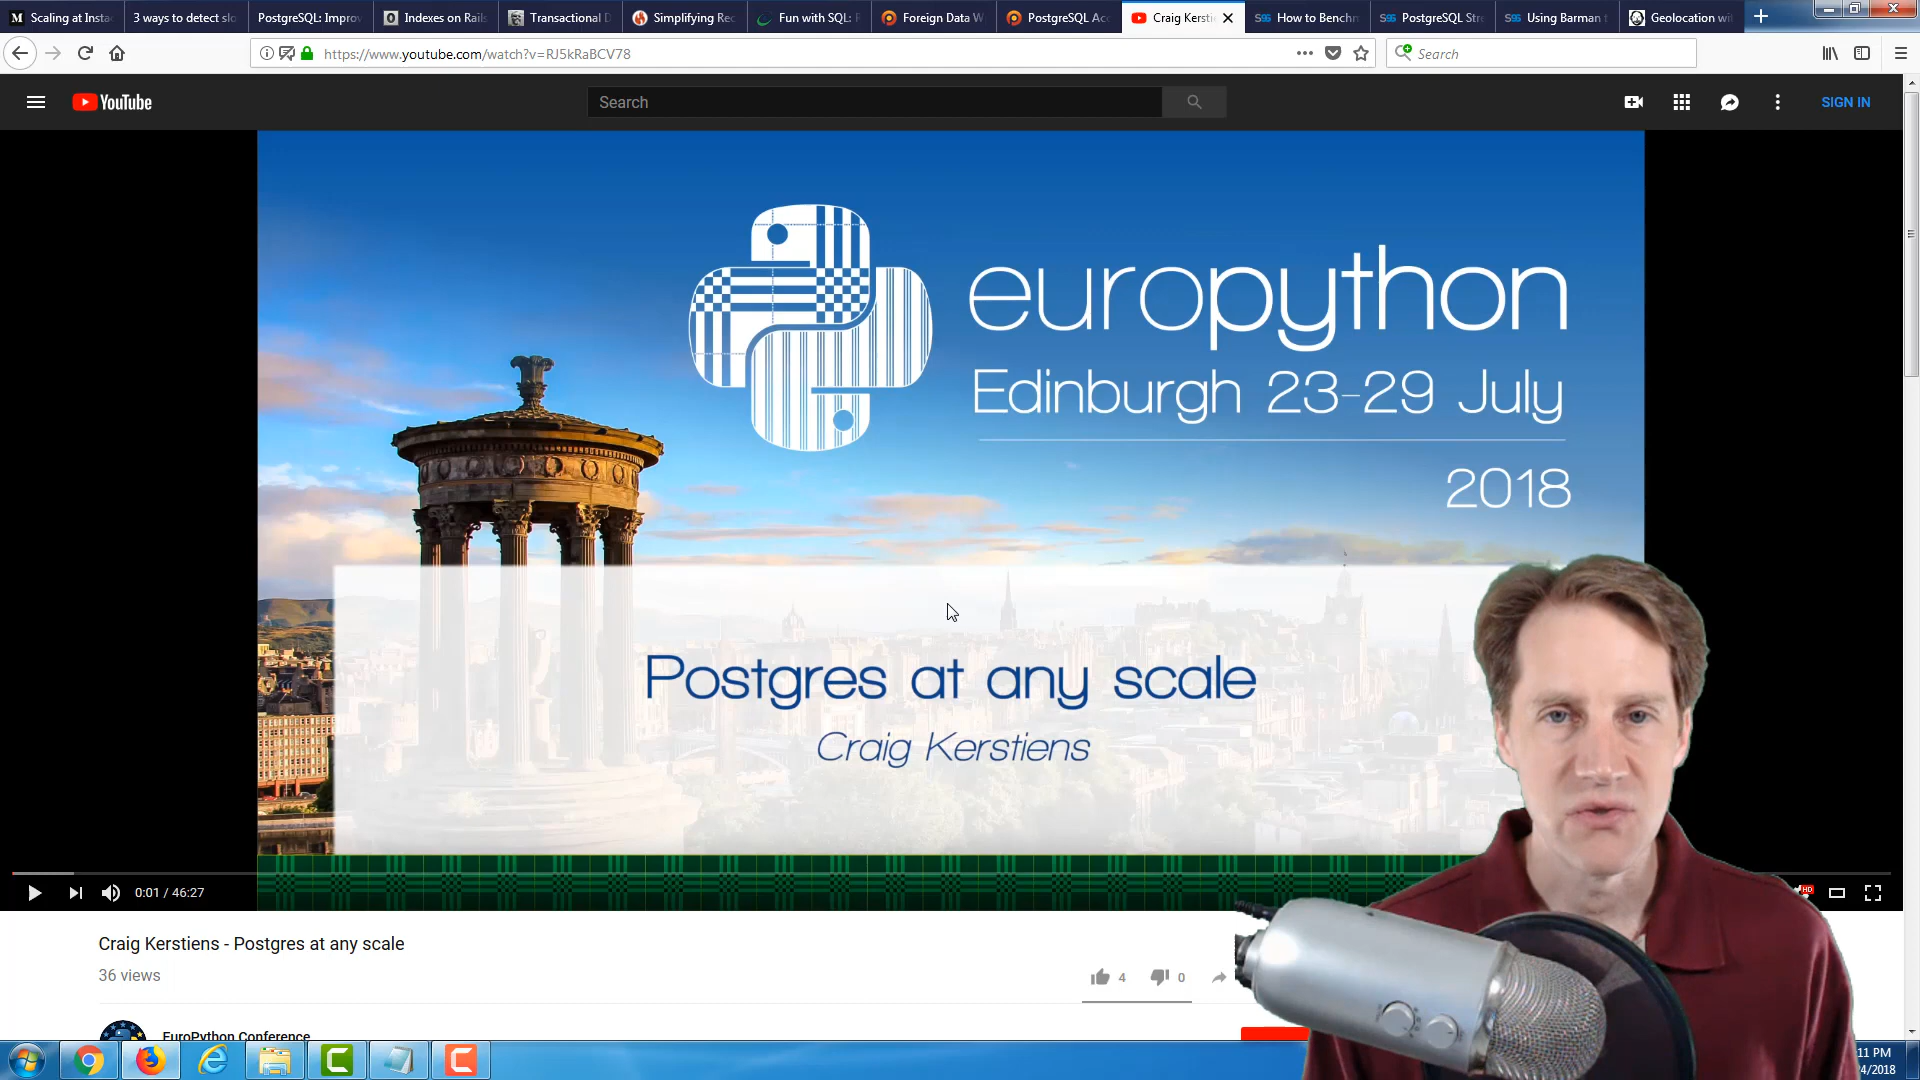 Scaling at Insta
3 ways to detect slo
PostgreSQL: Improv
Indexes on Rails
Transactional D
Simplifying Rec
Fun with SQL:
Foreign Data W
PostgreSQL Acc
Craig Kersti
How to Benchm
PostgreSQL Stre
Using Barman t
Geolocation wi
https://www.youtube.com/watch?v=RJ5kRaBCV78
Search
YouTube
Search
SIGN IN
europython
Edinburgh 23-29 July
2018
Postgres at any scale
Craig Kerstiens
0:01 / 46:27
HD
Craig Kerstiens - Postgres at any scale
36 views
4
0
EuroPython Conference
11 PM
4/2018